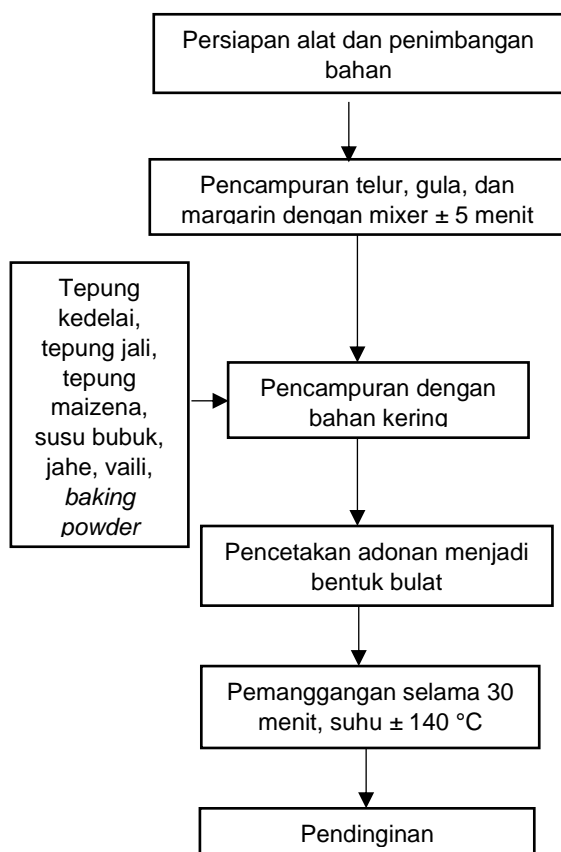 Persiapan alat dan penimbangan
bahan
Pencampuran telur, gula, dan
margarin dengan mixer ± 5 menit
Tepung
kedelai,
tepung jali,
tepung
maizena,
susu bubuk,
jahe, vaili,
baking
powder
Pencampuran dengan
bahan kering
Pencetakan adonan menjadi
bentuk bulat
Pemanggangan selama 30
menit, suhu ± 140 °C
Pendinginan